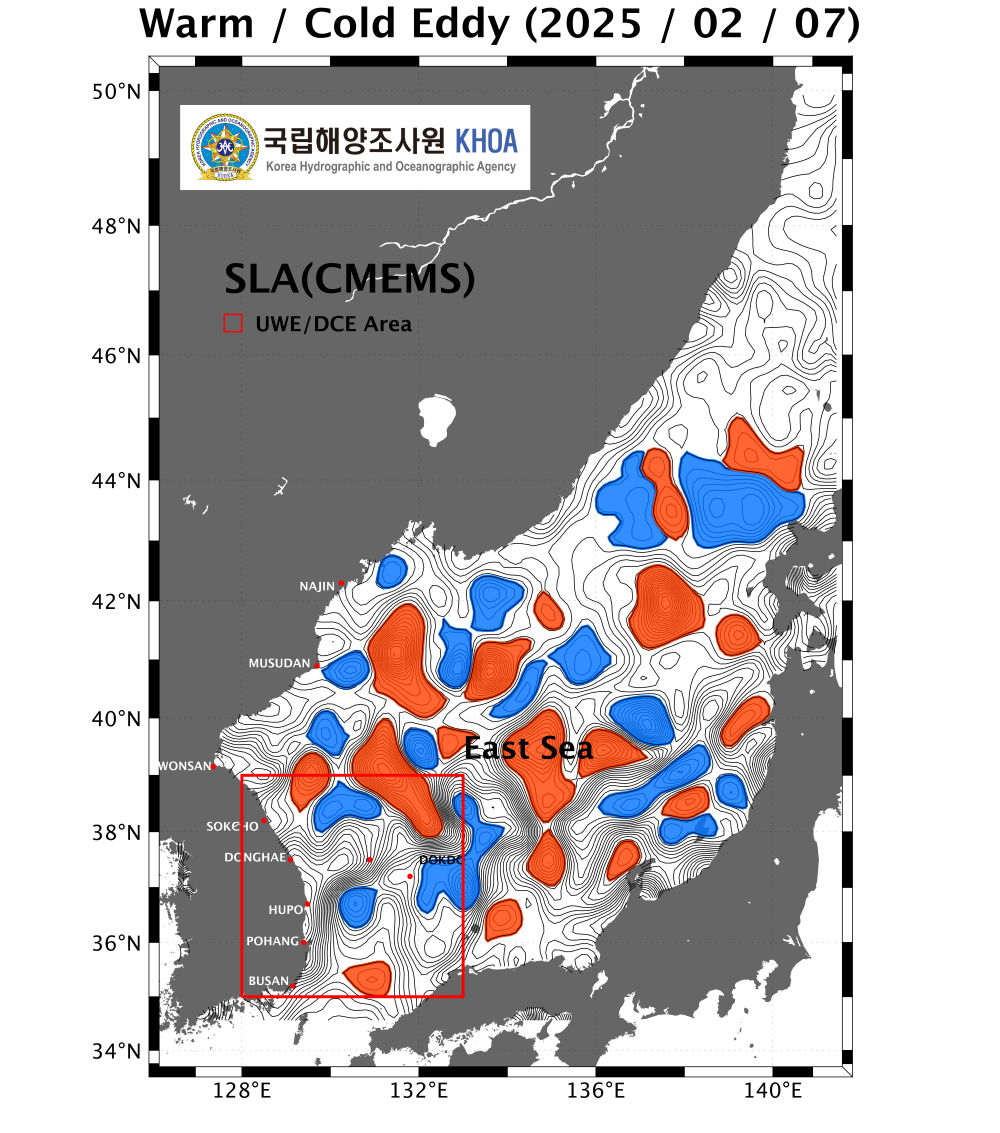 Warm / Cold Eddy (2025 / 02 / 07)
50°N
국립해양조사원 KHOA
Korea Hydrographic and Oceanographic Agency
48°N
SLA(CMEMS)
UWE/DCE Area
46°N
44°N
42°N
NAJIN
MUSUDAN
40°N
East Sea
WONSAN
38°N
SOKCHO
DONGHAE
DOKDO
HUPO
36°N
POHANG
BUSAN
34°N
128°E 132°E 136°E 140°E